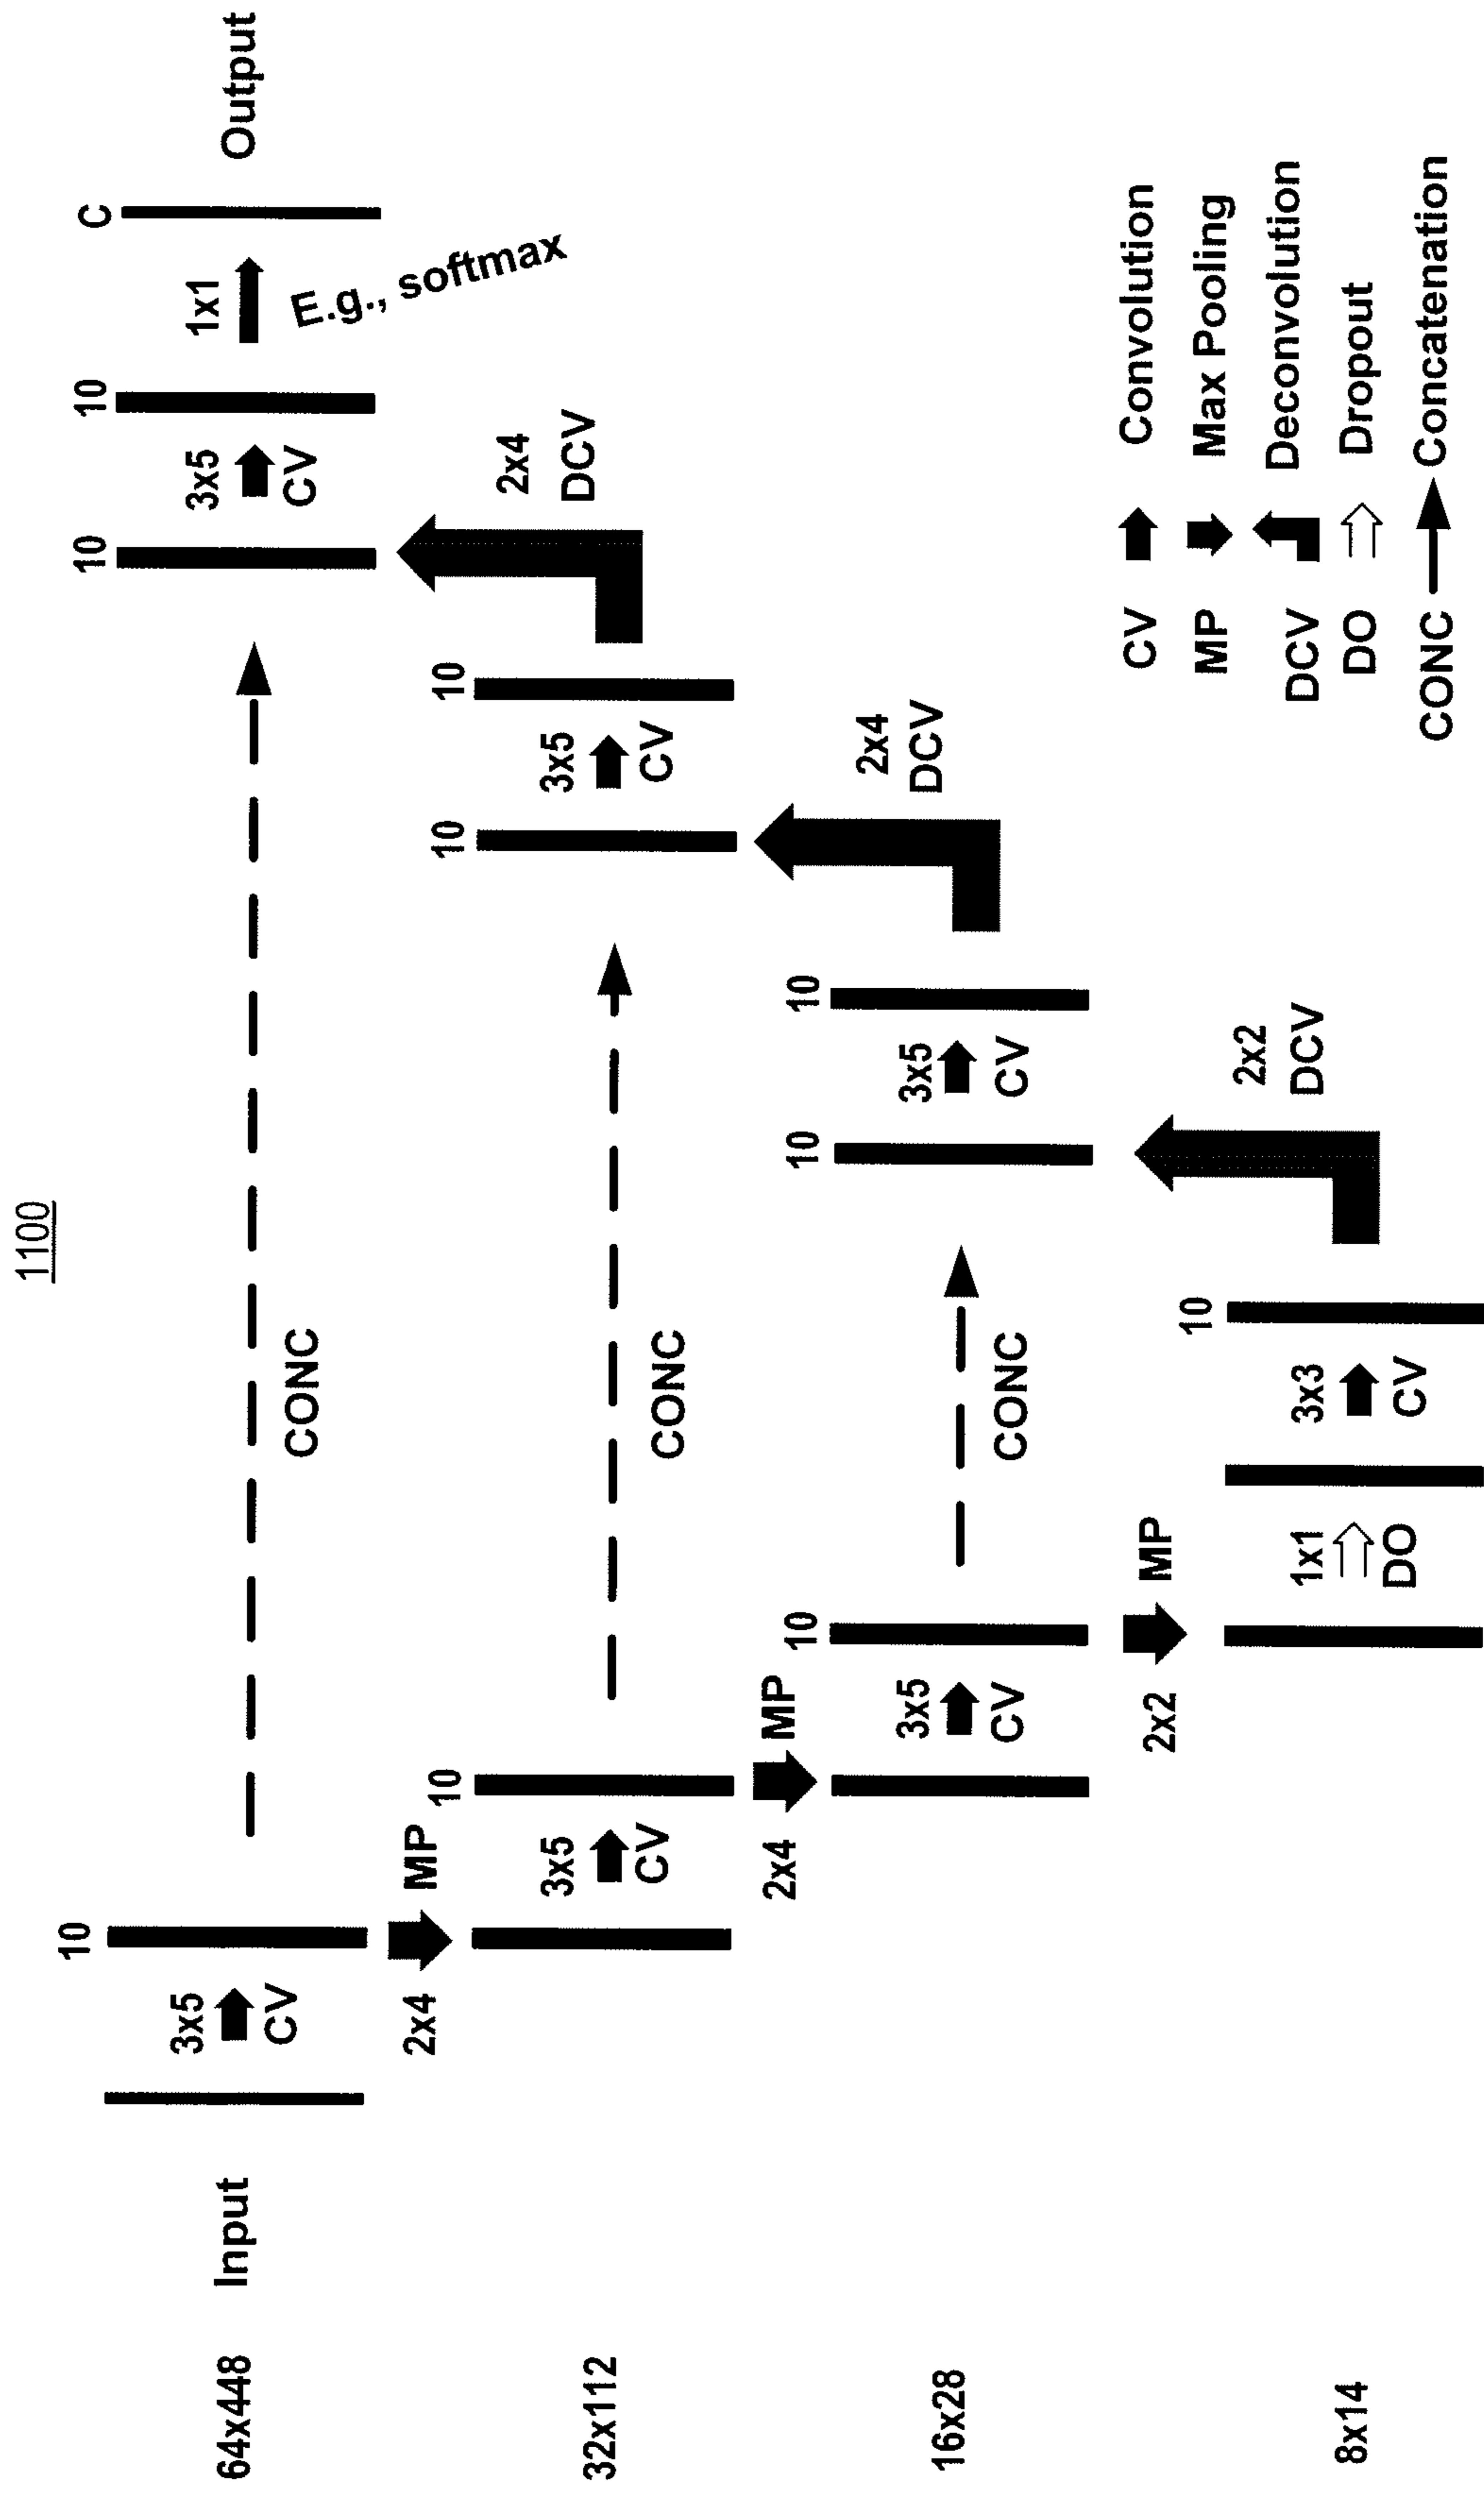 1100
64x448
Input
3x5
CV
10
CONC
10
3x5
CV
10
1x1
E.g., softmax
C
Output
2x4
MP
32x112
3x5
CV
10
CONC
10
3x5
CV
10
2x4
DCV
2x4
MP
16x28
3x5
CV
10
CONC
10
3x5
CV
10
2x4
DCV
2x2
MP
8x14
1x1
DO
3x3
CV
10
2x2
DCV
CV Convolution
MP Max Pooling
DCV Deconvolution
DO Dropout
CONC Concatenation